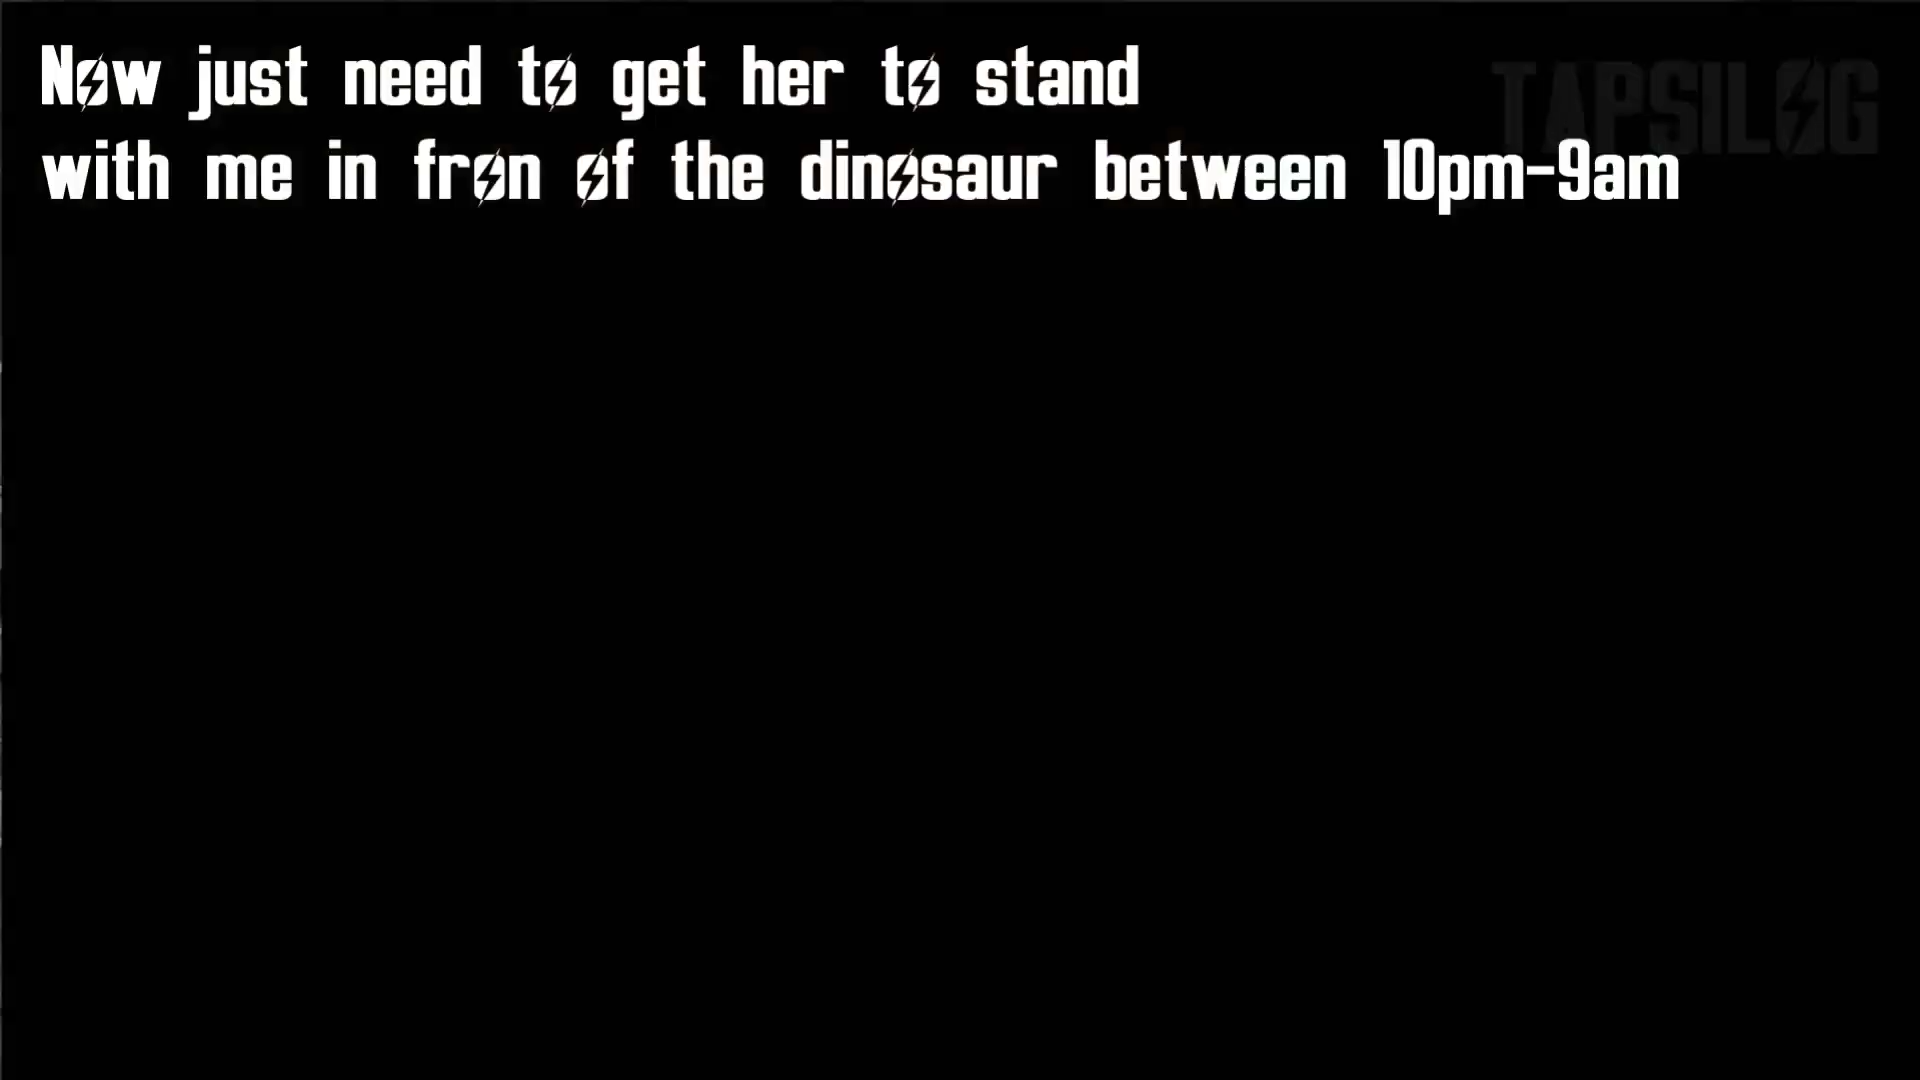 Now just need to get her to stand
with me in fron of the dinosaur between 10pm-9am
TAPSILOG